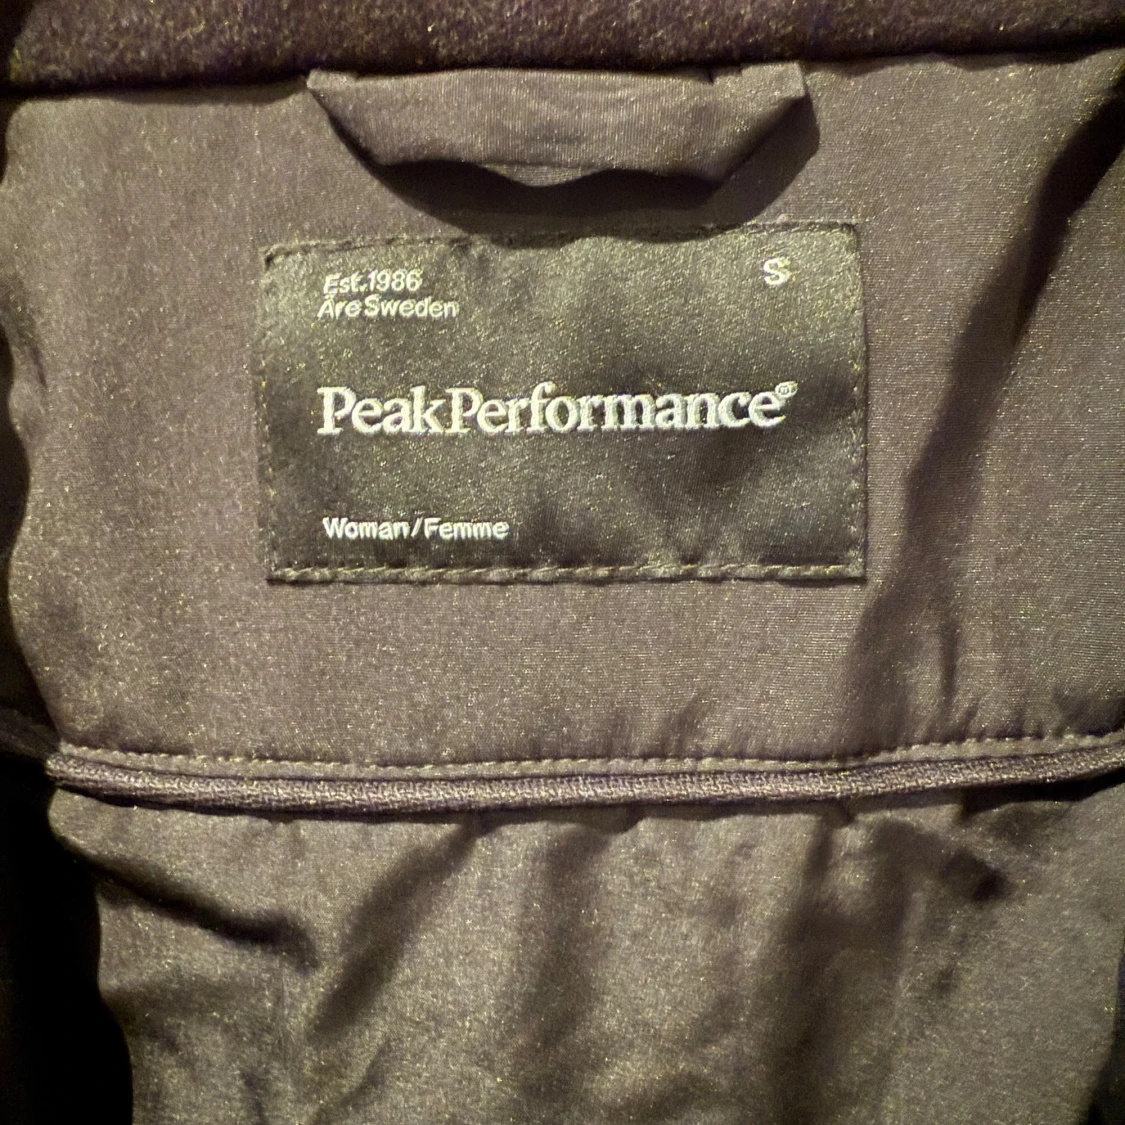 Est.1986
Åre Sweden
S
PeakPerformance®
Woman/Femme